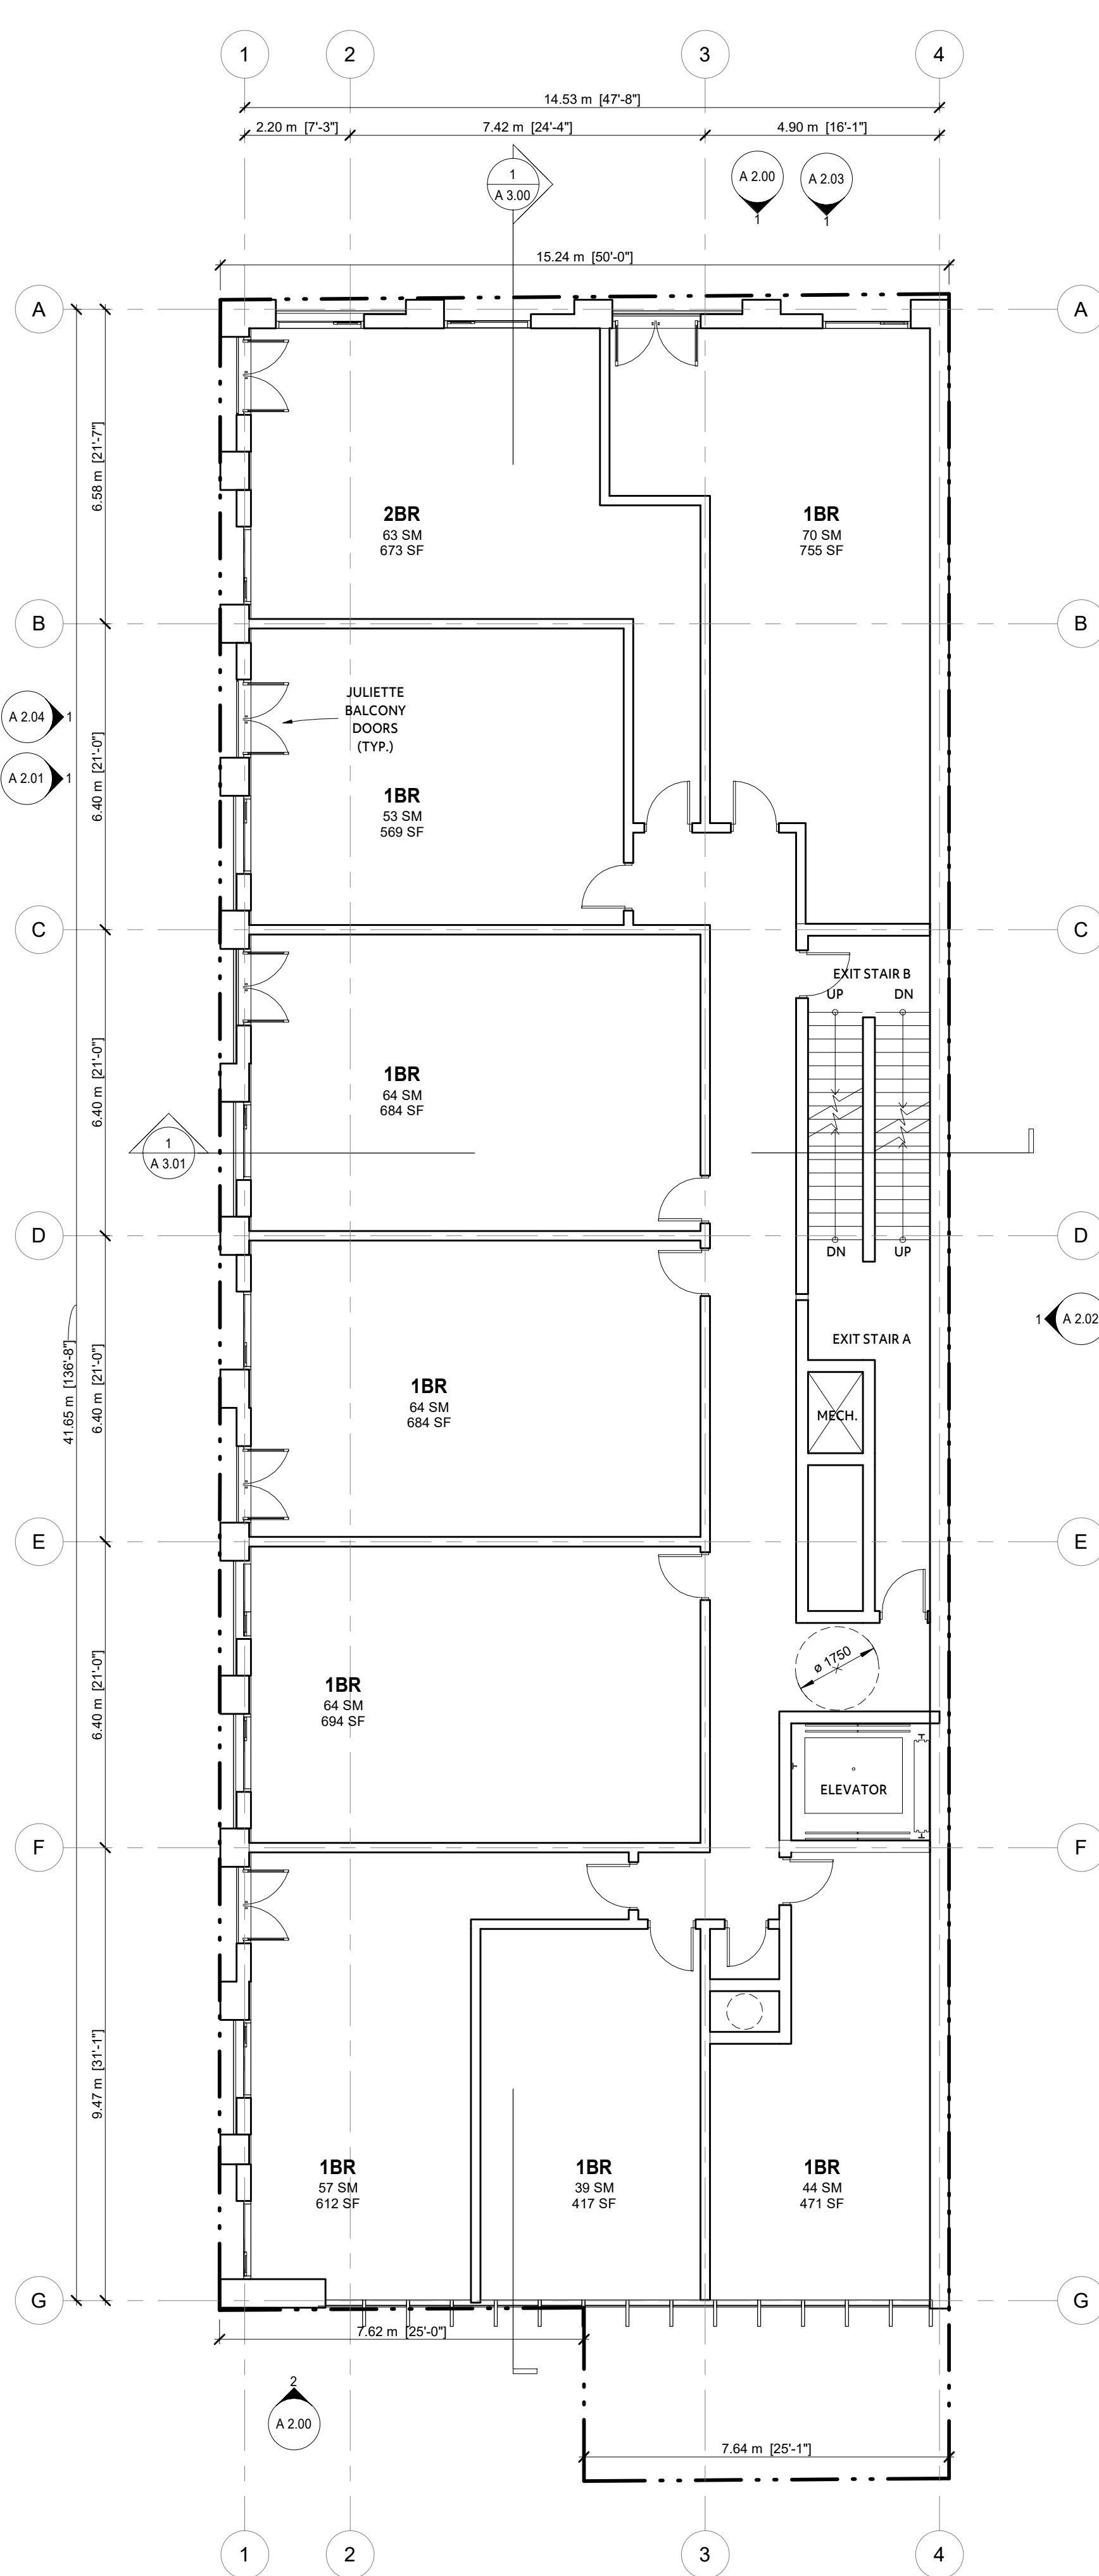 1
2
3
4
14.53 m [47'-8"]
2.20 m [7'-3"]
7.42 m [24'-4"]
4.90 m [16'-1"]
1
A 3.00
A 2.00
1
A 2.03
1
15.24 m [50'-0"]
A
A
6.58 m [21'-7"]
2BR
63 SM
673 SF
1BR
70 SM
755 SF
B
B
JULIETTE
BALCONY
DOORS
(TYP.)
A 2.04
1
A 2.01
1
6.40 m [21'-0"]
1BR
53 SM
569 SF
C
C
EXIT STAIR B
UP
DN
6.40 m [21'-0"]
1BR
64 SM
684 SF
1
A 3.01
D
D
DN
UP
1
A 2.02
EXIT STAIR A
41.65 m [136'-8"]
6.40 m [21'-0"]
1BR
64 SM
684 SF
MECH.
E
E
6.40 m [21'-0"]
1BR
64 SM
694 SF
ø 1750
ELEVATOR
F
F
9.47 m [31'-1"]
1BR
57 SM
612 SF
1BR
39 SM
417 SF
1BR
44 SM
471 SF
G
G
7.62 m [25'-0"]
2
A 2.00
7.64 m [25'-1"]
1
2
3
4